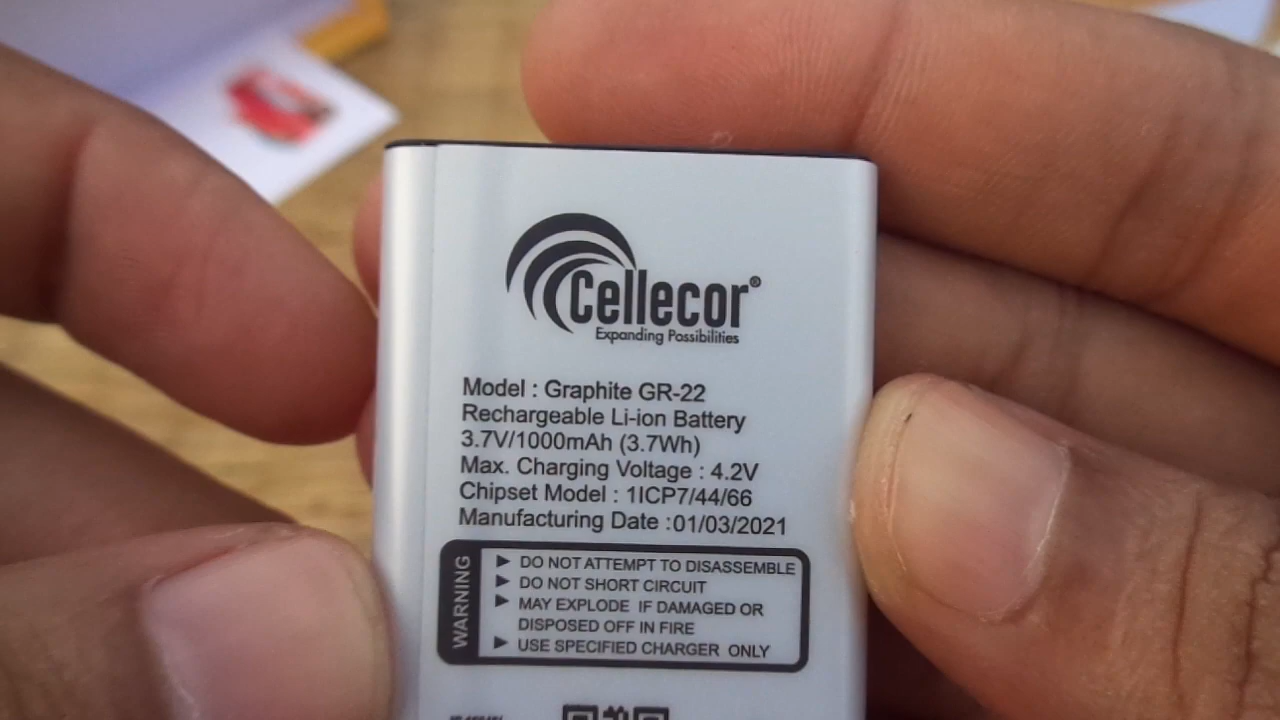 Cellecor®
Expanding Possibilities
Model : Graphite GR-22
Rechargeable Li-ion Battery
3.7V/1000mAh (3.7Wh)
Max. Charging Voltage : 4.2V
Chipset Model : 1ICP7/44/66
Manufacturing Date :01/03/2021
WARNING
DO NOT ATTEMPT TO DISASSEMBLE
DO NOT SHORT CIRCUIT
MAY EXPLODE IF DAMAGED OR
DISPOSED OFF IN FIRE
USE SPECIFIED CHARGER ONLY